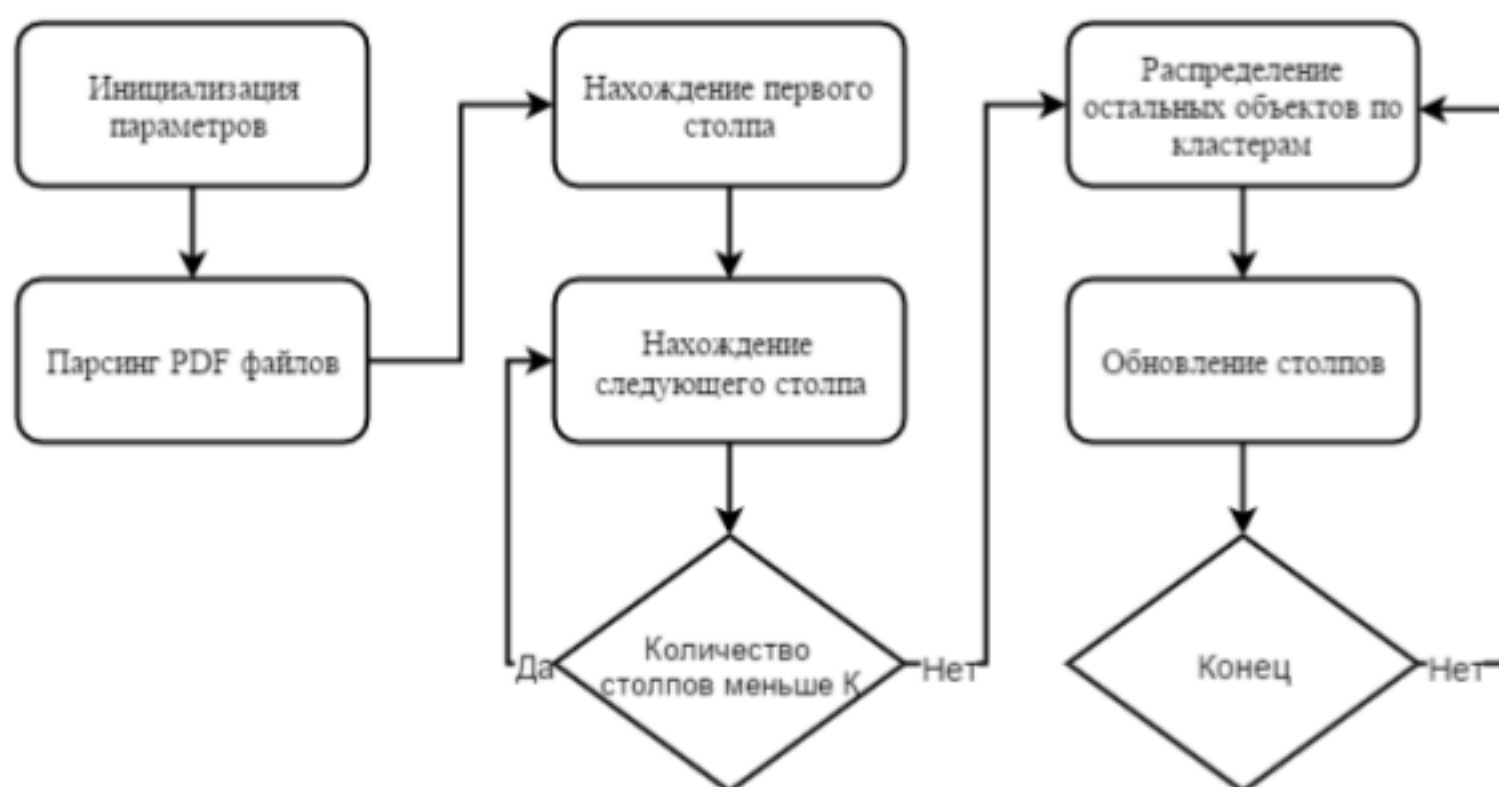 Инициализация
параметров
Парсинг PDF файлов
Нахождение первого
столпа
Нахождение
следующего столпа
Количество
столпов меньше K
Да
Нет
Распределение
остальных объектов по
кластерам
Обновление столпов
Конец
Нет